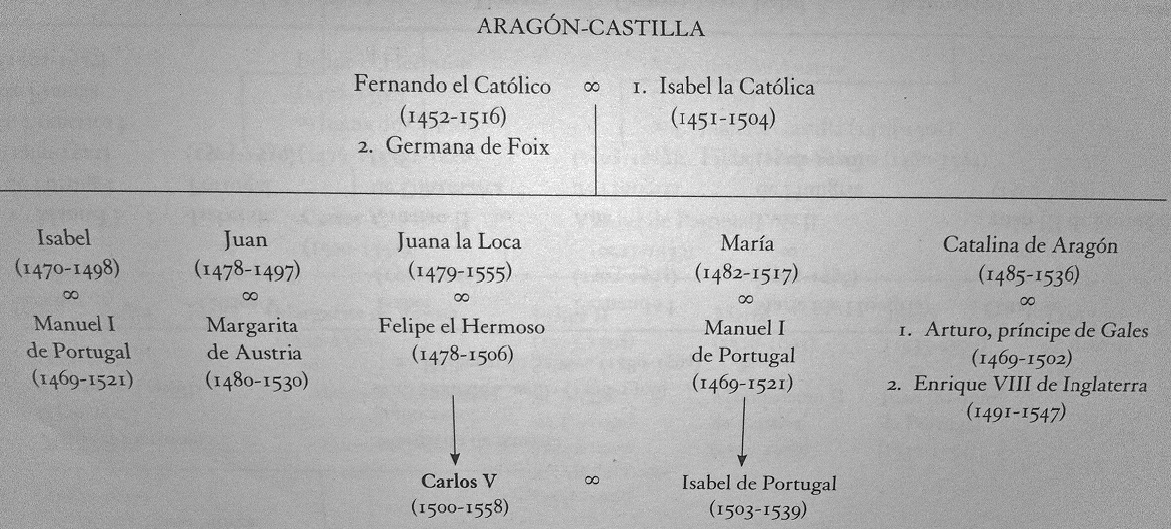 ARAGÓN-CASTILLA
Fernando el Católico ∞ 1. Isabel la Católica
(1452-1516) (1451-1504)
2. Germana de Foix
Isabel
(1470-1498)
∞
Manuel I
de Portugal
(1469-1521)
Juan
(1478-1497)
∞
Margarita
de Austria
(1480-1530)
Juana la Loca
(1479-1555)
∞
Felipe el Hermoso
(1478-1506)
María
(1482-1517)
∞
Manuel I
de Portugal
(1469-1521)
Catalina de Aragón
(1485-1536)
∞
1. Arturo, príncipe de Gales
(1469-1502)
2. Enrique VIII de Inglaterra
(1491-1547)
Carlos V ∞ Isabel de Portugal
(1500-1558) (1503-1539)